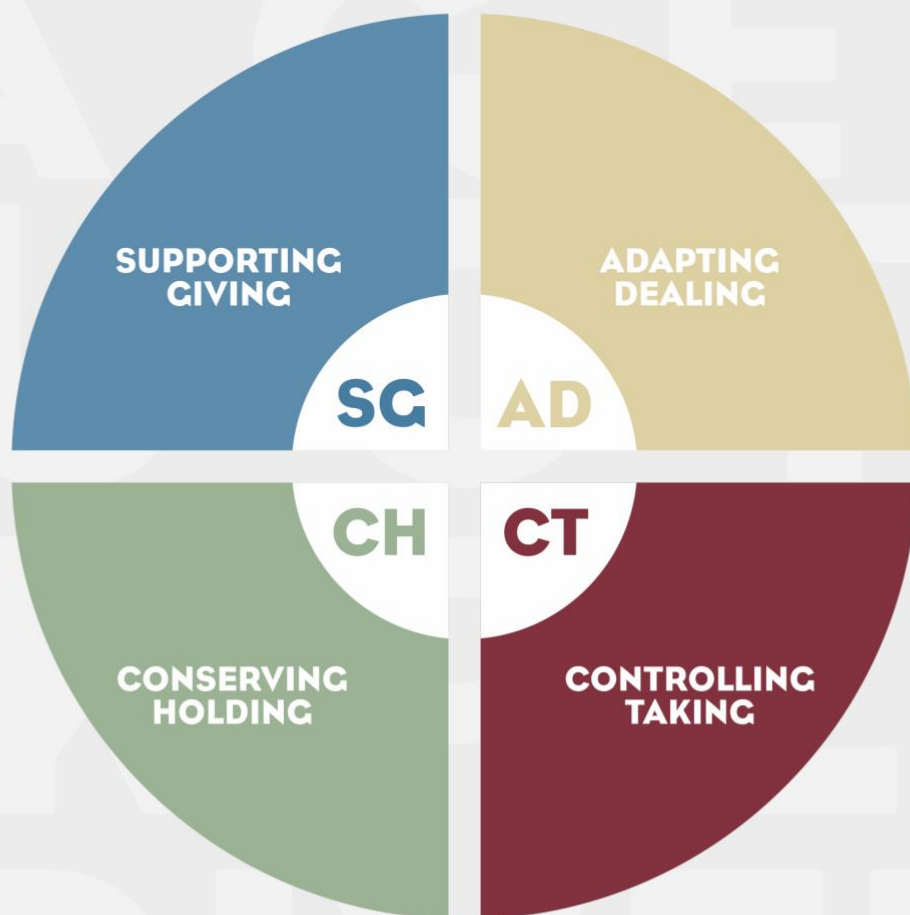 SUPPORTING
GIVING
SG
ADAPTING
DEALING
AD
CONSERVING
HOLDING
CH
CONTROLLING
TAKING
CT